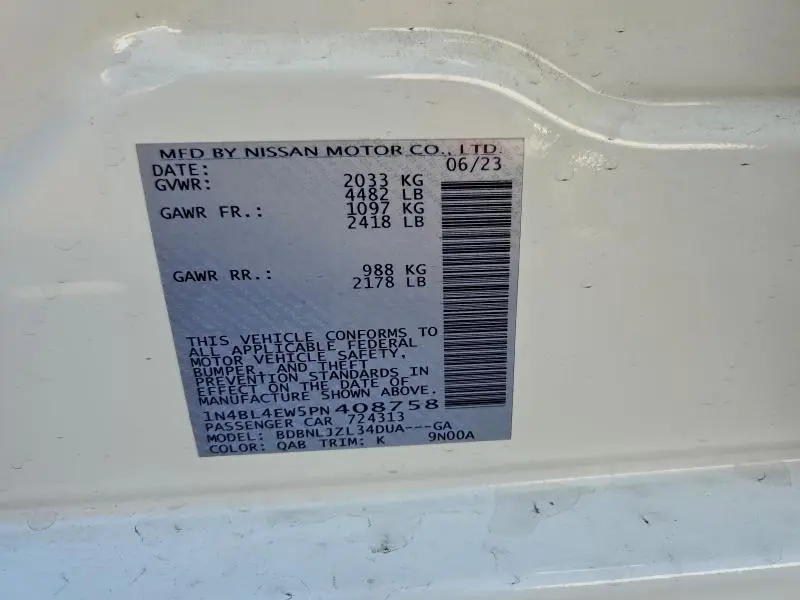 MFD BY NISSAN MOTOR CO., LTD.
DATE: 06/23
GVWR: 2033 KG
4482 LB
GAWR FR.: 1097 KG
2418 LB
GAWR RR.: 988 KG
2178 LB
THIS VEHICLE CONFORMS TO
ALL APPLICABLE FEDERAL
MOTOR VEHICLE SAFETY,
BUMPER, AND THEFT
PREVENTION STANDARDS IN
EFFECT ON THE DATE OF
MANUFACTURE SHOWN ABOVE.
1N4BL4EW5PN408758
PASSENGER CAR 724313
MODEL: BDBNLJZL34DUA---GA
COLOR: QAB TRIM: K 9N00A